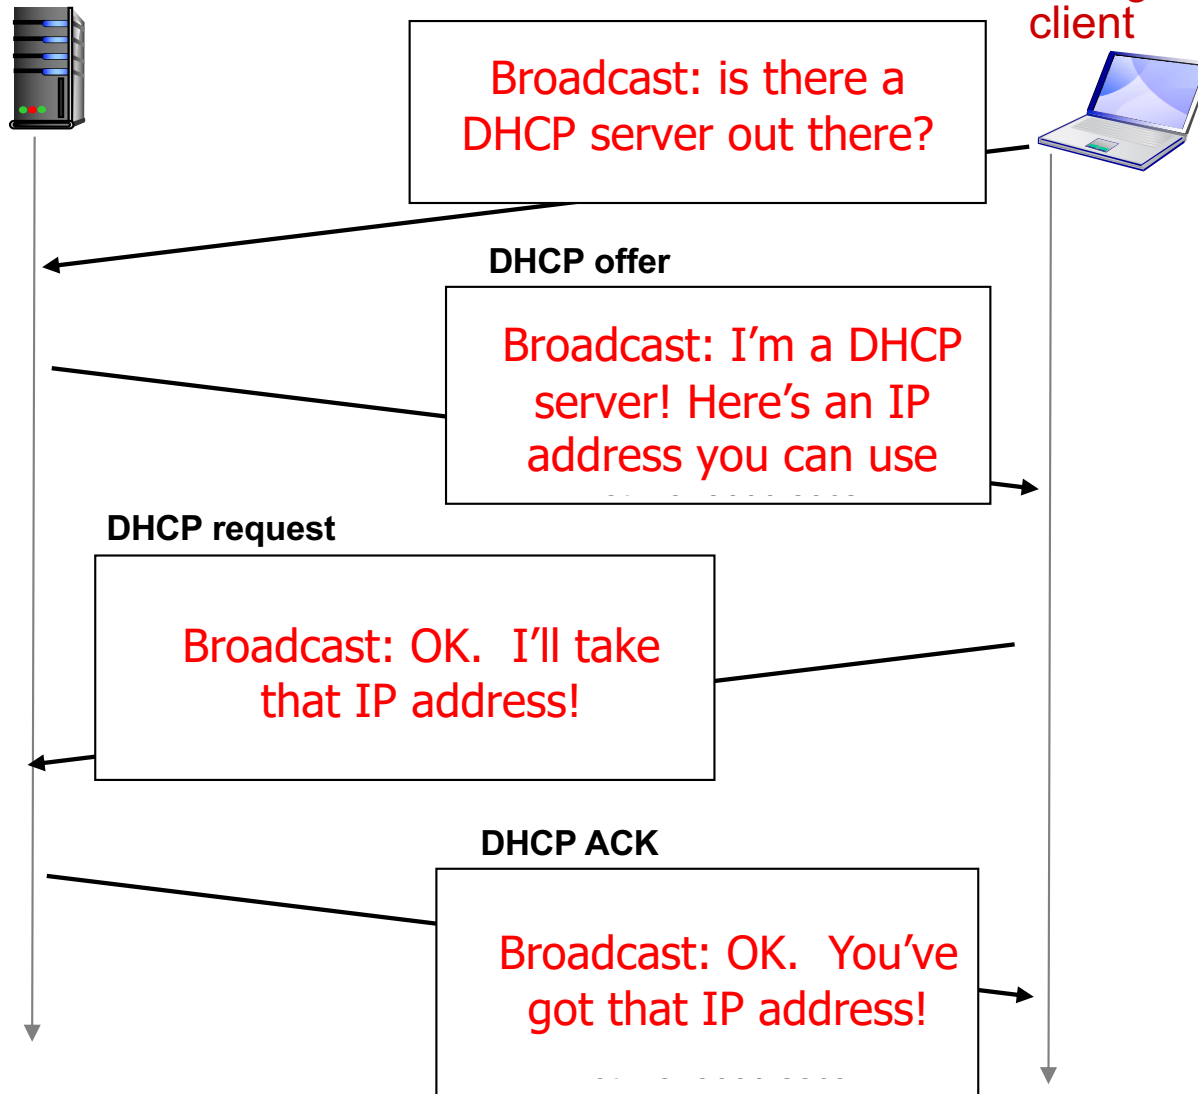 client
Broadcast: is there a
DHCP server out there?
DHCP offer
Broadcast: I’m a DHCP
server! Here’s an IP
address you can use
DHCP request
Broadcast: OK.  I’ll take
that IP address!
DHCP ACK
Broadcast: OK.  You’ve
got that IP address!